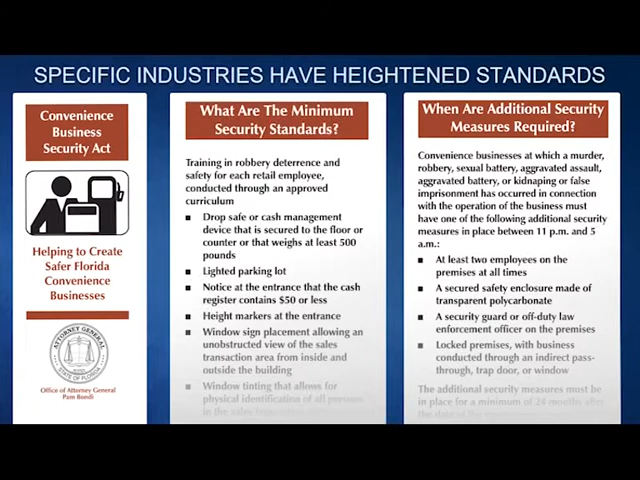 SPECIFIC INDUSTRIES HAVE HEIGHTENED STANDARDS
Convenience
Business
Security Act
Helping to Create
Safer Florida
Convenience
Businesses
ATTORNEY GENERAL
STATE OF FLORIDA
Office of Attorney General
Pam Bondi
What Are The Minimum
Security Standards?
Training in robbery deterrence and
safety for each retail employee,
conducted through an approved
curriculum
■ Drop safe or cash management
device that is secured to the floor or
counter or that weighs at least 500
pounds
■ Lighted parking lot
■ Notice at the entrance that the cash
register contains $50 or less
■ Height markers at the entrance
■ Window sign placement allowing an
unobstructed view of the sales
transaction area from inside and
outside the building
■ Window tinting that allows for
physical identification of all persons
in the sales
When Are Additional Security
Measures Required?
Convenience businesses at which a murder,
robbery, sexual battery, aggravated assault,
aggravated battery, or kidnaping or false
imprisonment has occurred in connection
with the operation of the business must
have one of the following additional security
measures in place between 11 p.m. and 5
a.m.:
■ At least two employees on the
premises at all times
■ A secured safety enclosure made of
transparent polycarbonate
■ A security guard or off-duty law
enforcement officer on the premises
■ Locked premises, with business
conducted through an indirect pass-
through, trap door, or window
The additional security measures must be
in place for a minimum of 24 months after
the date of the